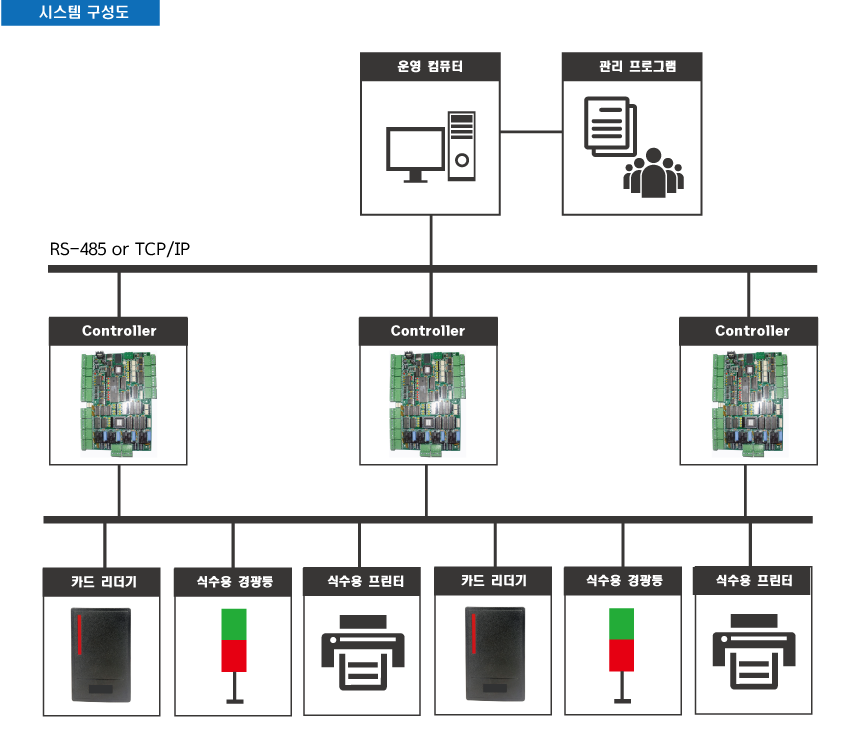 시스템 구성도
운영 컴퓨터
관리 프로그램
RS-485 or TCP/IP
Controller
Controller
Controller
카드 리더기
식수용 경광등
식수용 프린터
카드 리더기
식수용 경광등
식수용 프린터